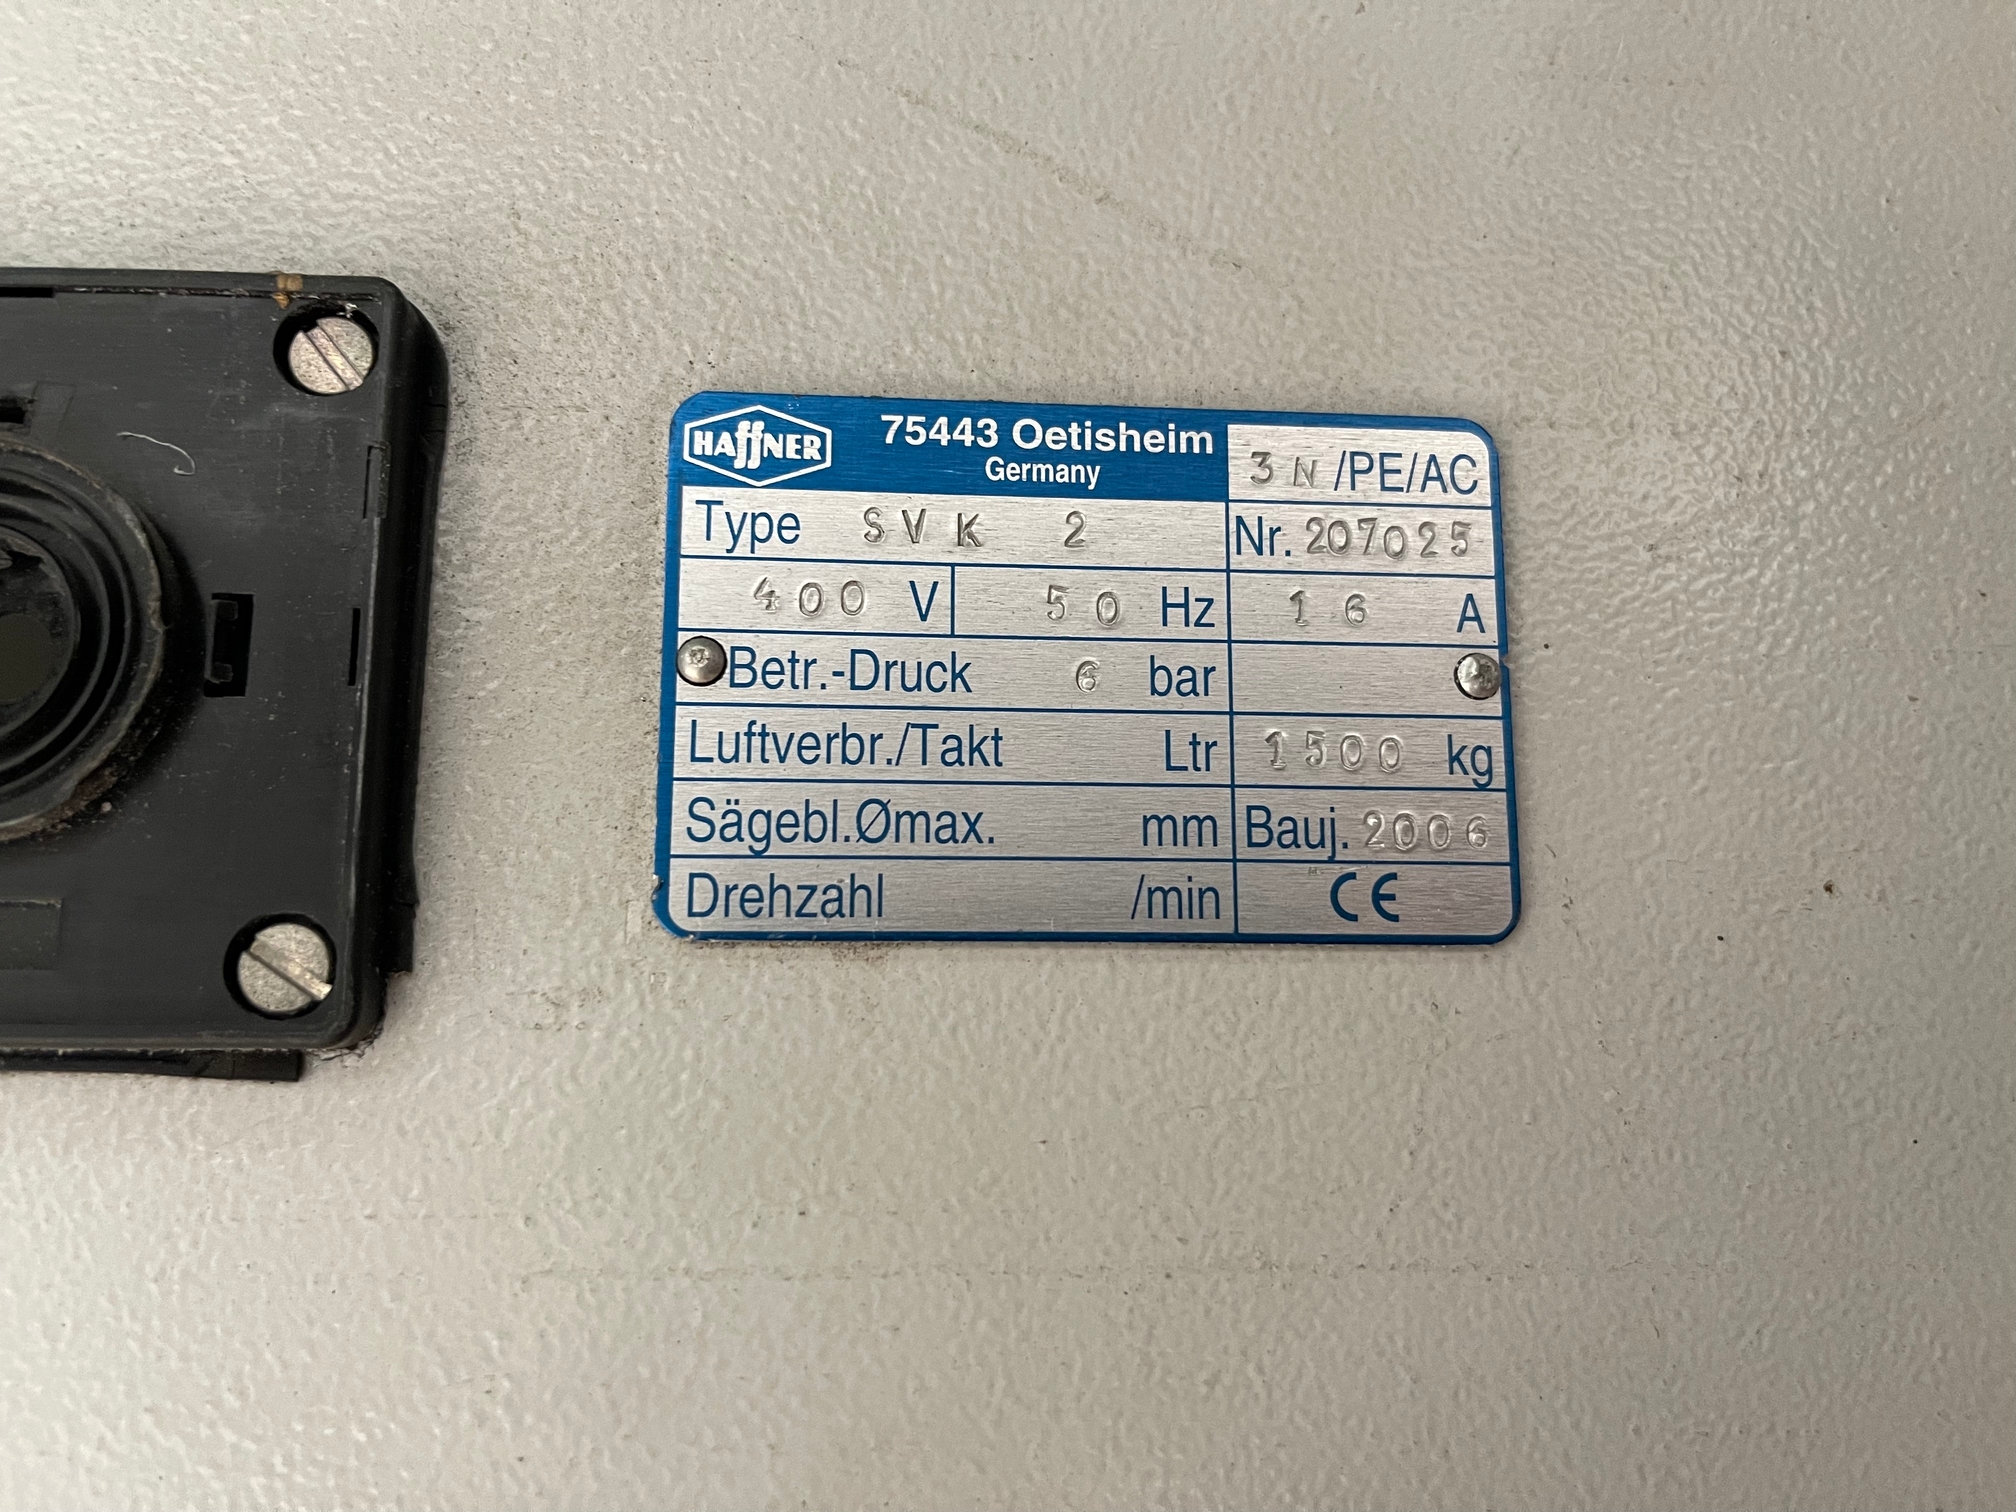 HAffNER 75443 Oetisheim
Germany
3 N /PE/AC
Type SVK 2 Nr. 207025
400 V 50 Hz 16 A
Betr.-Druck 6 bar
Luftverbr./Takt Ltr 1500 kg
Sägebl.Ømax. mm Bauj. 2006
Drehzahl /min CE